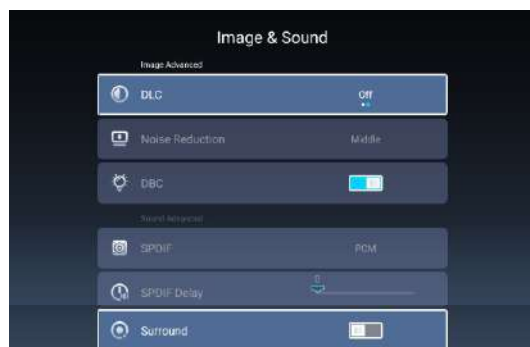 Image & Sound
Image Advanced
DLC Off
Noise Reduction Middle
DBC
Sound Advanced
SPDIF PCM
SPDIF Delay 0
Surround